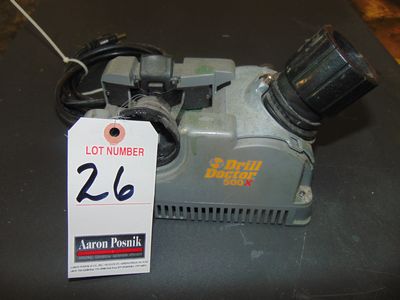 LOT NUMBER
26
Aaron Posnik
Drill
Doctor
500X